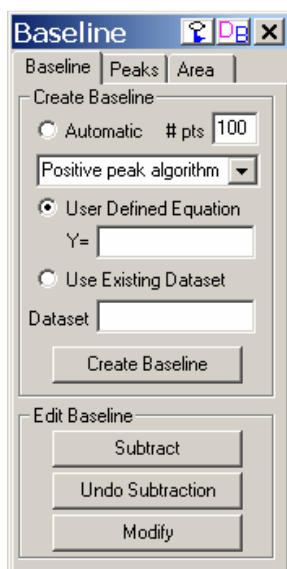 Baseline DB
Baseline Peaks Area
Create Baseline
Automatic # pts 100
Positive peak algorithm
User Defined Equation
Y=
Use Existing Dataset
Dataset
Create Baseline
Edit Baseline
Subtract
Undo Subtraction
Modify